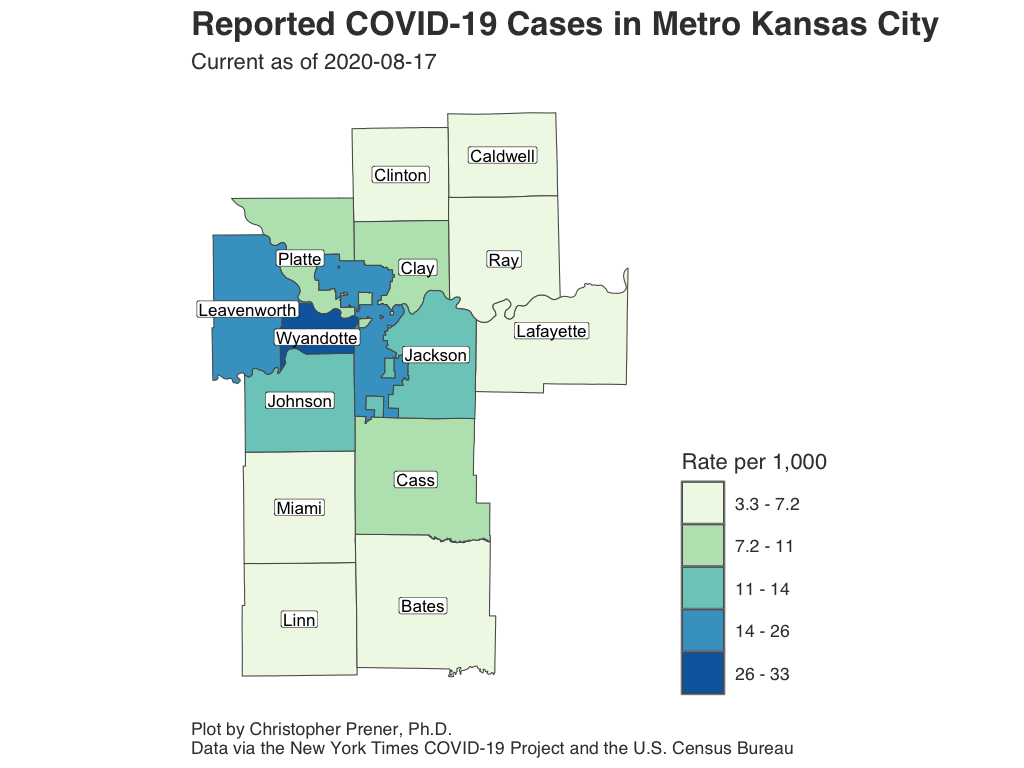 Reported COVID-19 Cases in Metro Kansas City
Current as of 2020-08-17
Caldwell
Clinton
Platte
Clay
Ray
Leavenworth
Wyandotte
Lafayette
Jackson
Johnson
Cass
Miami
Bates
Linn
Rate per 1,000
3.3 - 7.2
7.2 - 11
11 - 14
14 - 26
26 - 33
Plot by Christopher Prener, Ph.D.
Data via the New York Times COVID-19 Project and the U.S. Census Bureau